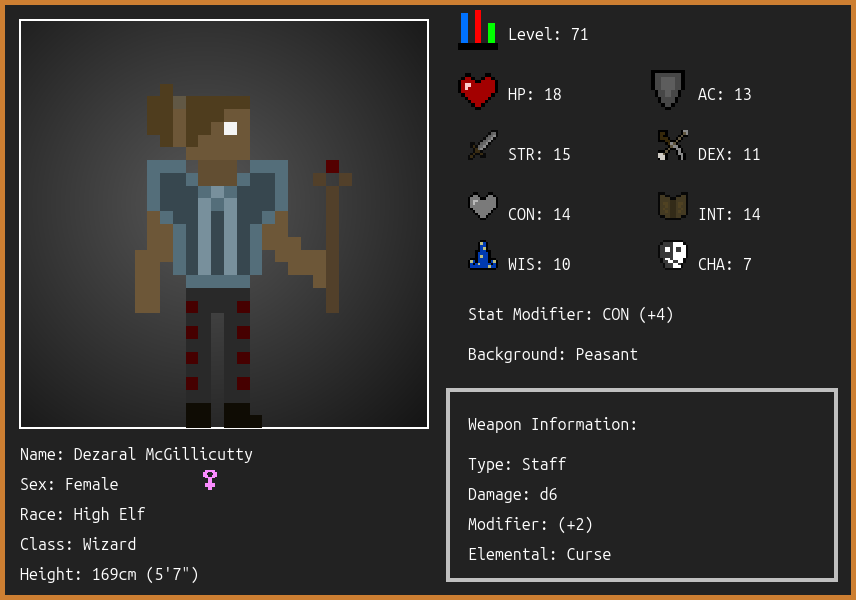 Level: 71
HP: 18
AC: 13
STR: 15
DEX: 11
CON: 14
INT: 14
WIS: 10
CHA: 7
Stat Modifier: CON (+4)
Background: Peasant
Weapon Information:
Type: Staff
Damage: d6
Modifier: (+2)
Elemental: Curse
Name: Dezaral McGillicutty
Sex: Female
Race: High Elf
Class: Wizard
Height: 169cm (5'7")